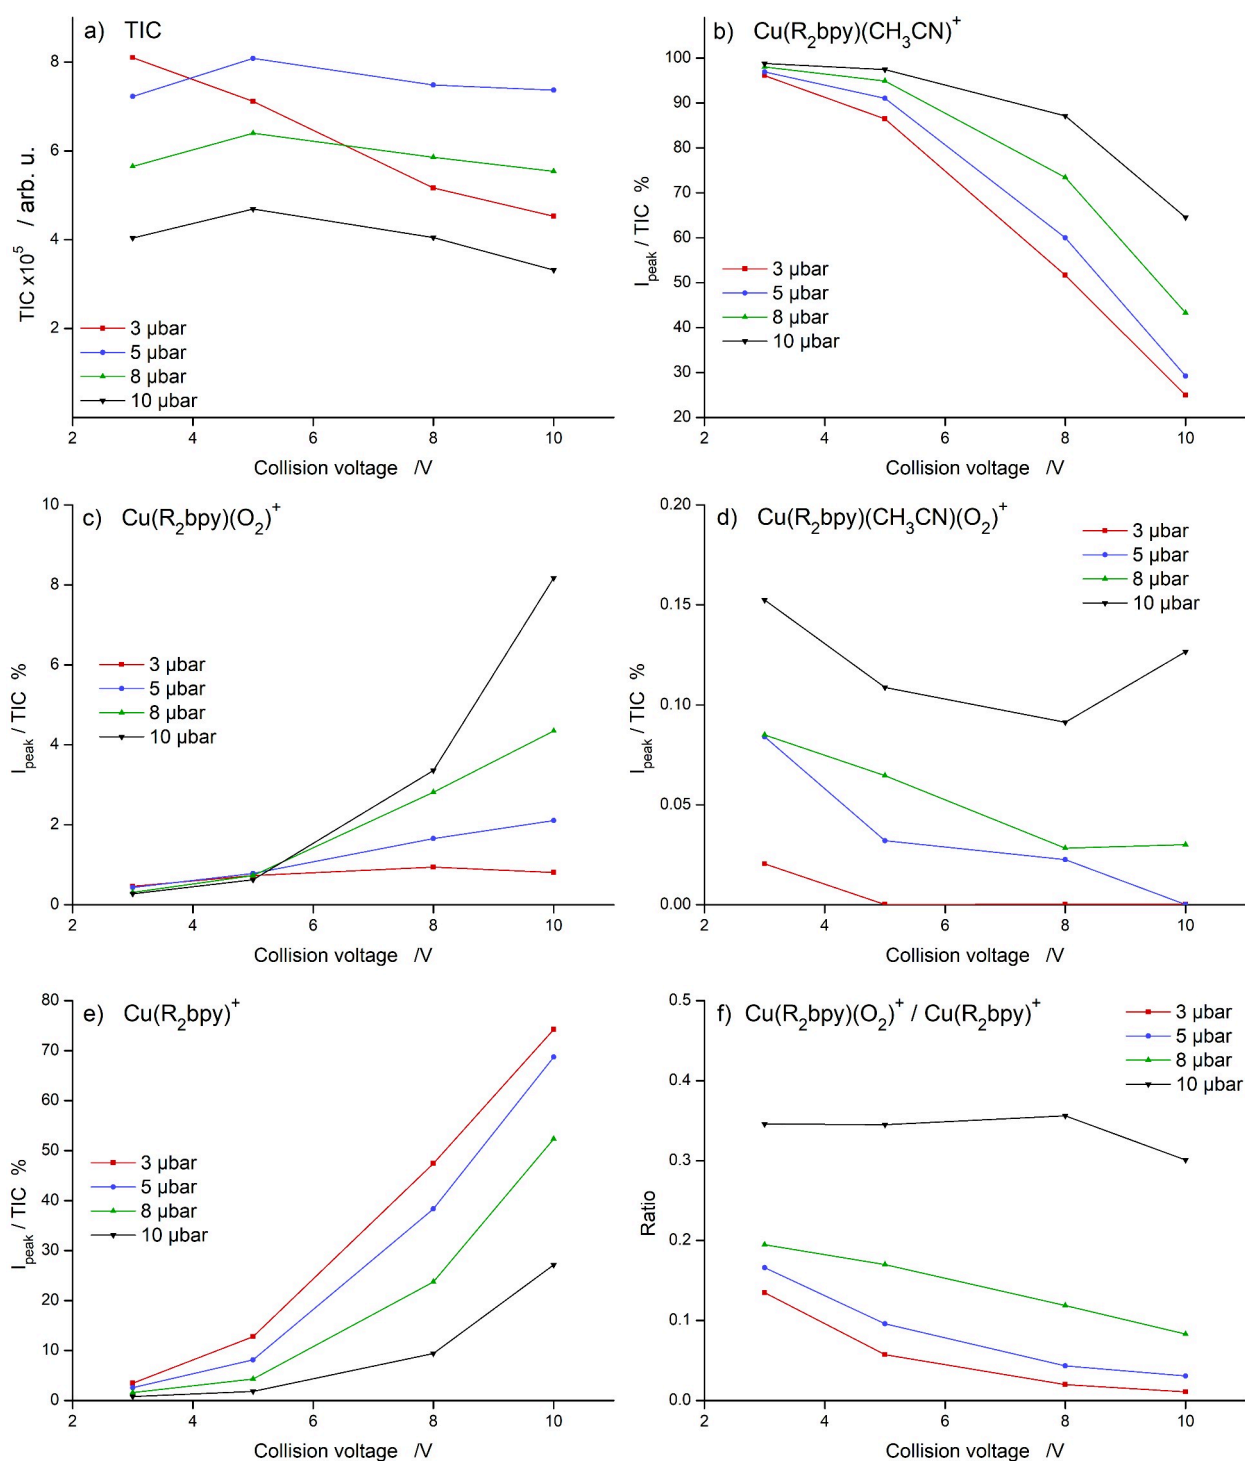 a) TIC
TIC x10⁵ / arb. u.
8
6
4
2
3 µbar
5 µbar
8 µbar
10 µbar
2 4 6 8 10
Collision voltage /V
b) Cu(R₂bpy)(CH₃CN)⁺
I_peak / TIC %
100
90
80
70
60
50
40
30
20
3 µbar
5 µbar
8 µbar
10 µbar
2 4 6 8 10
Collision voltage /V
c) Cu(R₂bpy)(O₂)⁺
I_peak / TIC %
10
8
6
4
2
0
3 µbar
5 µbar
8 µbar
10 µbar
2 4 6 8 10
Collision voltage /V
d) Cu(R₂bpy)(CH₃CN)(O₂)⁺
I_peak / TIC %
0.20
0.15
0.10
0.05
0.00
3 µbar
5 µbar
8 µbar
10 µbar
2 4 6 8 10
Collision voltage /V
e) Cu(R₂bpy)⁺
I_peak / TIC %
80
70
60
50
40
30
20
10
0
3 µbar
5 µbar
8 µbar
10 µbar
2 4 6 8 10
Collision voltage /V
f) Cu(R₂bpy)(O₂)⁺ / Cu(R₂bpy)⁺
Ratio
0.5
0.4
0.3
0.2
0.1
0.0
3 µbar
5 µbar
8 µbar
10 µbar
2 4 6 8 10
Collision voltage /V